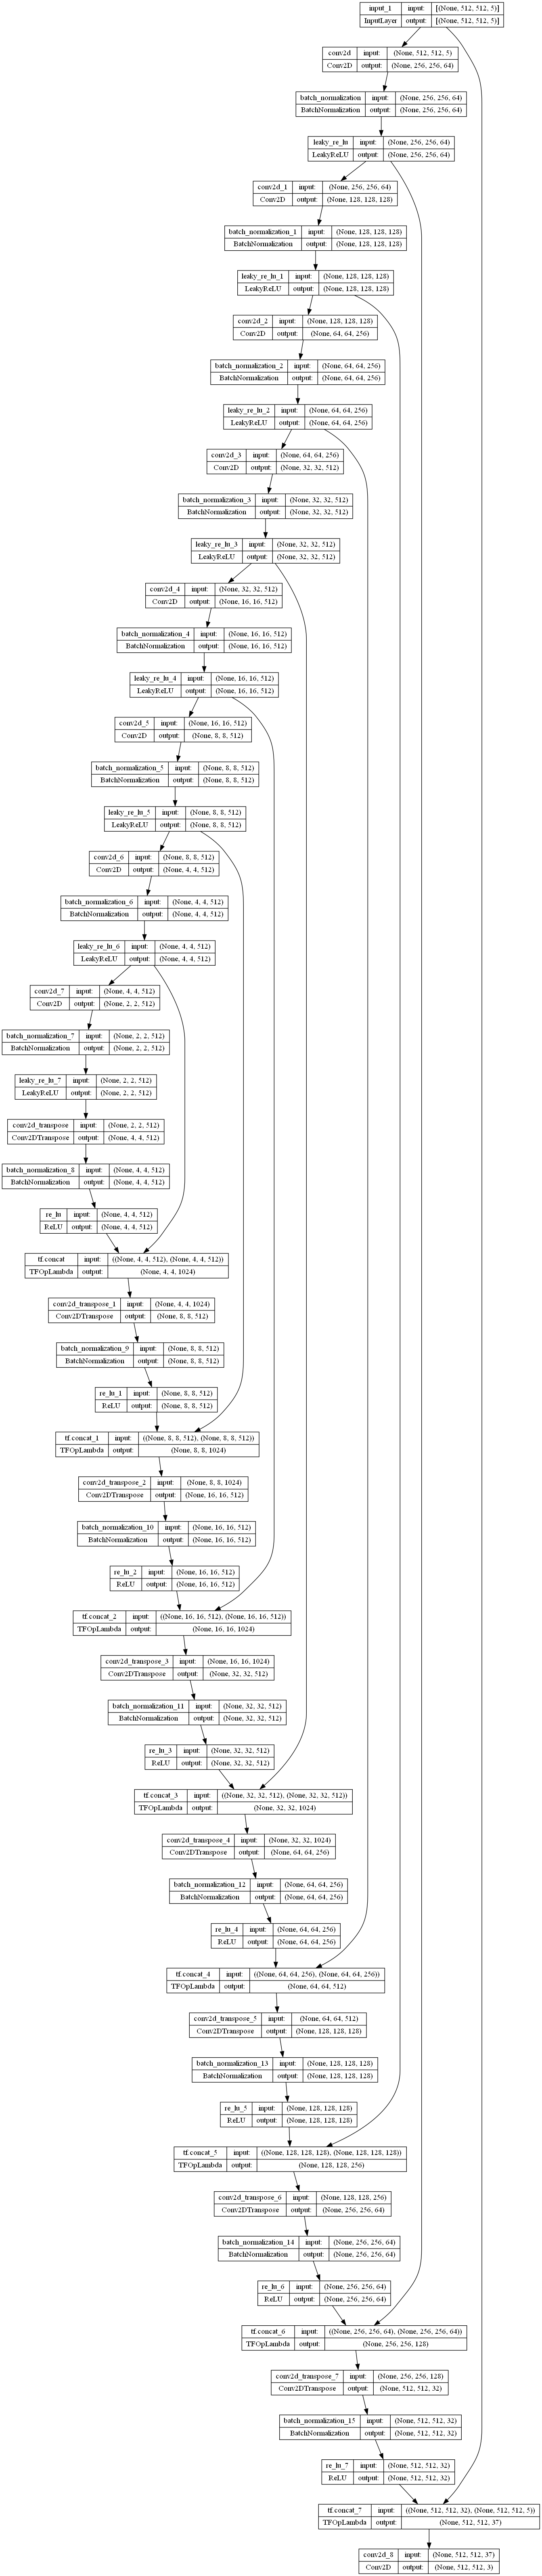 input_1 input: [(None, 512, 512, 5)]
InputLayer output: [(None, 512, 512, 5)]
conv2d input: (None, 512, 512, 5)
Conv2D output: (None, 256, 256, 64)
batch_normalization input: (None, 256, 256, 64)
BatchNormalization output: (None, 256, 256, 64)
leaky_re_lu input: (None, 256, 256, 64)
LeakyReLU output: (None, 256, 256, 64)
conv2d_1 input: (None, 256, 256, 64)
Conv2D output: (None, 128, 128, 128)
batch_normalization_1 input: (None, 128, 128, 128)
BatchNormalization output: (None, 128, 128, 128)
leaky_re_lu_1 input: (None, 128, 128, 128)
LeakyReLU output: (None, 128, 128, 128)
conv2d_2 input: (None, 128, 128, 128)
Conv2D output: (None, 64, 64, 256)
batch_normalization_2 input: (None, 64, 64, 256)
BatchNormalization output: (None, 64, 64, 256)
leaky_re_lu_2 input: (None, 64, 64, 256)
LeakyReLU output: (None, 64, 64, 256)
conv2d_3 input: (None, 64, 64, 256)
Conv2D output: (None, 32, 32, 512)
batch_normalization_3 input: (None, 32, 32, 512)
BatchNormalization output: (None, 32, 32, 512)
leaky_re_lu_3 input: (None, 32, 32, 512)
LeakyReLU output: (None, 32, 32, 512)
conv2d_4 input: (None, 32, 32, 512)
Conv2D output: (None, 16, 16, 512)
batch_normalization_4 input: (None, 16, 16, 512)
BatchNormalization output: (None, 16, 16, 512)
leaky_re_lu_4 input: (None, 16, 16, 512)
LeakyReLU output: (None, 16, 16, 512)
conv2d_5 input: (None, 16, 16, 512)
Conv2D output: (None, 8, 8, 512)
batch_normalization_5 input: (None, 8, 8, 512)
BatchNormalization output: (None, 8, 8, 512)
leaky_re_lu_5 input: (None, 8, 8, 512)
LeakyReLU output: (None, 8, 8, 512)
conv2d_6 input: (None, 8, 8, 512)
Conv2D output: (None, 4, 4, 512)
batch_normalization_6 input: (None, 4, 4, 512)
BatchNormalization output: (None, 4, 4, 512)
leaky_re_lu_6 input: (None, 4, 4, 512)
LeakyReLU output: (None, 4, 4, 512)
conv2d_7 input: (None, 4, 4, 512)
Conv2D output: (None, 2, 2, 512)
batch_normalization_7 input: (None, 2, 2, 512)
BatchNormalization output: (None, 2, 2, 512)
leaky_re_lu_7 input: (None, 2, 2, 512)
LeakyReLU output: (None, 2, 2, 512)
conv2d_transpose input: (None, 2, 2, 512)
Conv2DTranspose output: (None, 4, 4, 512)
batch_normalization_8 input: (None, 4, 4, 512)
BatchNormalization output: (None, 4, 4, 512)
re_lu input: (None, 4, 4, 512)
ReLU output: (None, 4, 4, 512)
tf.concat input: ((None, 4, 4, 512), (None, 4, 4, 512))
TFOpLambda output: (None, 4, 4, 1024)
conv2d_transpose_1 input: (None, 4, 4, 1024)
Conv2DTranspose output: (None, 8, 8, 512)
batch_normalization_9 input: (None, 8, 8, 512)
BatchNormalization output: (None, 8, 8, 512)
re_lu_1 input: (None, 8, 8, 512)
ReLU output: (None, 8, 8, 512)
tf.concat_1 input: ((None, 8, 8, 512), (None, 8, 8, 512))
TFOpLambda output: (None, 8, 8, 1024)
conv2d_transpose_2 input: (None, 8, 8, 1024)
Conv2DTranspose output: (None, 16, 16, 512)
batch_normalization_10 input: (None, 16, 16, 512)
BatchNormalization output: (None, 16, 16, 512)
re_lu_2 input: (None, 16, 16, 512)
ReLU output: (None, 16, 16, 512)
tf.concat_2 input: ((None, 16, 16, 512), (None, 16, 16, 512))
TFOpLambda output: (None, 16, 16, 1024)
conv2d_transpose_3 input: (None, 16, 16, 1024)
Conv2DTranspose output: (None, 32, 32, 512)
batch_normalization_11 input: (None, 32, 32, 512)
BatchNormalization output: (None, 32, 32, 512)
re_lu_3 input: (None, 32, 32, 512)
ReLU output: (None, 32, 32, 512)
tf.concat_3 input: ((None, 32, 32, 512), (None, 32, 32, 512))
TFOpLambda output: (None, 32, 32, 1024)
conv2d_transpose_4 input: (None, 32, 32, 1024)
Conv2DTranspose output: (None, 64, 64, 256)
batch_normalization_12 input: (None, 64, 64, 256)
BatchNormalization output: (None, 64, 64, 256)
re_lu_4 input: (None, 64, 64, 256)
ReLU output: (None, 64, 64, 256)
tf.concat_4 input: ((None, 64, 64, 256), (None, 64, 64, 256))
TFOpLambda output: (None, 64, 64, 512)
conv2d_transpose_5 input: (None, 64, 64, 512)
Conv2DTranspose output: (None, 128, 128, 128)
batch_normalization_13 input: (None, 128, 128, 128)
BatchNormalization output: (None, 128, 128, 128)
re_lu_5 input: (None, 128, 128, 128)
ReLU output: (None, 128, 128, 128)
tf.concat_5 input: ((None, 128, 128, 128), (None, 128, 128, 128))
TFOpLambda output: (None, 128, 128, 256)
conv2d_transpose_6 input: (None, 128, 128, 256)
Conv2DTranspose output: (None, 256, 256, 64)
batch_normalization_14 input: (None, 256, 256, 64)
BatchNormalization output: (None, 256, 256, 64)
re_lu_6 input: (None, 256, 256, 64)
ReLU output: (None, 256, 256, 64)
tf.concat_6 input: ((None, 256, 256, 64), (None, 256, 256, 64))
TFOpLambda output: (None, 256, 256, 128)
conv2d_transpose_7 input: (None, 256, 256, 128)
Conv2DTranspose output: (None, 512, 512, 32)
batch_normalization_15 input: (None, 512, 512, 32)
BatchNormalization output: (None, 512, 512, 32)
re_lu_7 input: (None, 512, 512, 32)
ReLU output: (None, 512, 512, 32)
tf.concat_7 input: ((None, 512, 512, 32), (None, 512, 512, 5))
TFOpLambda output: (None, 512, 512, 37)
conv2d_8 input: (None, 512, 512, 37)
Conv2D output: (None, 512, 512, 3)